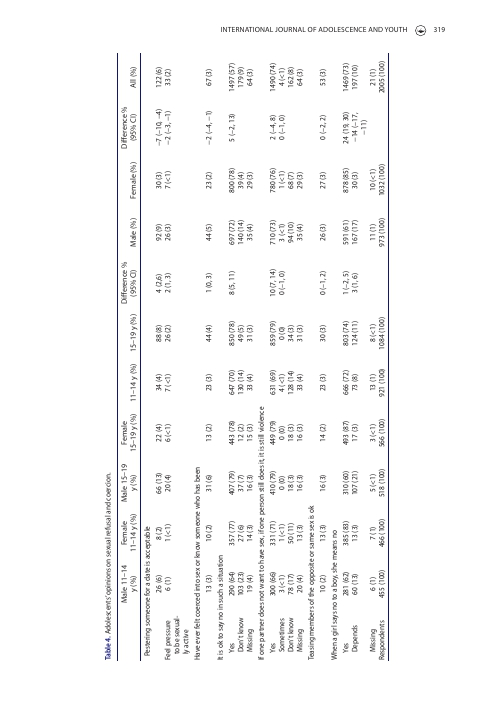 INTERNATIONAL JOURNAL OF ADOLESCENCE AND YOUTH 319
Table 4. Adolescents' opinions on sexual refusal and coercion.
Male 11–14 y (%) Female 11–14 y (%) Male 15–19 y (%) Female 15–19 y (%) 11–14 y (%) 15–19 y (%) Difference % (95% CI) Male (%) Female (%) Difference % (95% CI) All (%)
Pestering someone for a date is acceptable
26 (6) 8 (2) 66 (13) 22 (4) 34 (4) 88 (8) 4 (2,6) 92 (9) 30 (3) −7 (−10, −4) 122 (6)
Feel pressure to be sexually active 6 (1) 1 (<1) 20 (4) 6 (<1) 7 (<1) 26 (2) 2 (1, 3) 26 (3) 7 (<1) −2 (−3, −1) 33 (2)
Have ever felt coerced into sex or know someone who has been
13 (3) 10 (2) 31 (6) 13 (2) 23 (3) 44 (4) 1 (0, 3) 44 (5) 23 (2) −2 (−4, −1) 67 (3)
It is ok to say no in such a situation
Yes 290 (64) 357 (77) 407 (79) 443 (78) 647 (70) 850 (78) 8 (5, 11) 697 (72) 800 (78) 5 (−2, 13) 1497 (57)
Don't know 103 (23) 27 (6) 37 (7) 12 (2) 130 (14) 49 (5) 140 (14) 39 (4) 179 (9)
Missing 19 (4) 14 (3) 16 (3) 15 (3) 33 (4) 31 (3) 35 (4) 29 (3) 64 (3)
If one partner does not want to have sex, if one person still does it, it is still violence
Yes 300 (66) 331 (71) 410 (79) 449 (79) 631 (69) 859 (79) 10 (7, 14) 710 (73) 780 (76) 2 (−4, 8) 1490 (74)
Sometimes 3 (<1) 1 (<1) 0 (0) 0 (0) 4 (<1) 0 (0) 0 (−1, 0) 3 (<1) 1 (<1) 0 (−1, 0) 4 (<1)
Don't know 78 (17) 50 (11) 18 (3) 18 (3) 128 (14) 34 (3) 94 (10) 68 (7) 162 (8)
Missing 20 (4) 13 (3) 16 (3) 16 (3) 33 (4) 31 (3) 35 (4) 29 (3) 64 (3)
Teasing members of the opposite or same sex is ok
10 (2) 13 (3) 16 (3) 14 (2) 23 (3) 30 (3) 0 (−1, 2) 26 (3) 27 (3) 0 (−2, 2) 53 (3)
When a girl says no to a boy, she means no
Yes 281 (62) 385 (83) 310 (60) 493 (87) 666 (72) 803 (74) 1 (−2, 5) 591 (61) 878 (85) 24 (19, 30) 1469 (73)
Depends 60 (13) 13 (3) 107 (21) 17 (3) 73 (8) 124 (11) 3 (1, 6) 167 (17) 30 (3) −14 (−17, −11) 197 (10)
Missing 6 (1) 7 (1) 5 (<1) 3 (<1) 13 (1) 8 (<1) 11 (1) 10 (<1) 21 (1)
Respondents 455 (100) 466 (100) 518 (100) 566 (100) 921 (100) 1084 (100) 973 (100) 1032 (100) 2005 (100)